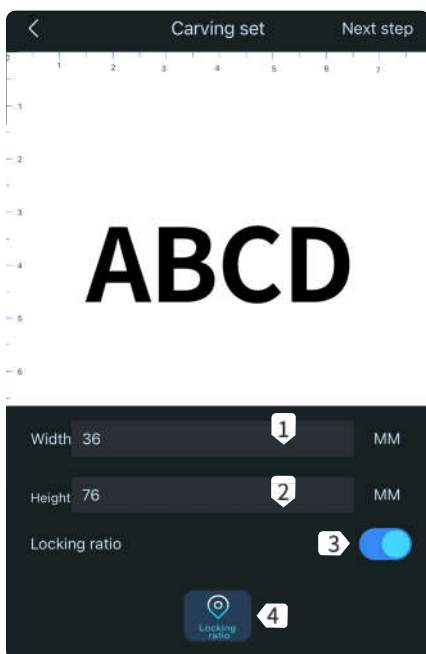 Carving set Next step
0 1 2 3 4 5 6 7
1
2
3
ABCD
4
5
6
Width 36 1 MM
Height 76 2 MM
Locking ratio 3
4
Locking
ratio